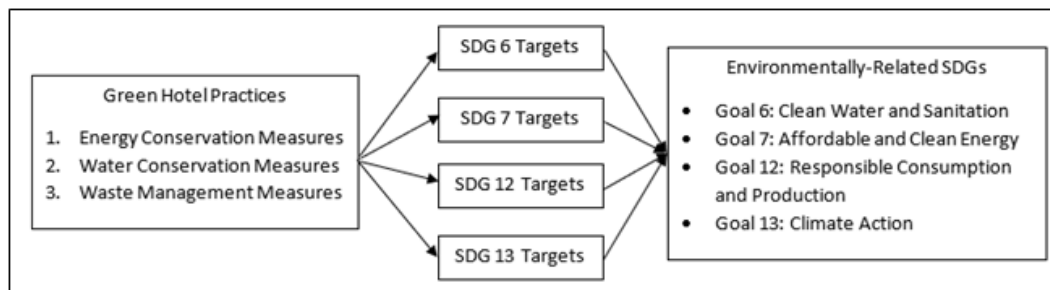 Green Hotel Practices
1. Energy Conservation Measures
2. Water Conservation Measures
3. Waste Management Measures
SDG 6 Targets
SDG 7 Targets
SDG 12 Targets
SDG 13 Targets
Environmentally-Related SDGs
• Goal 6: Clean Water and Sanitation
• Goal 7: Affordable and Clean Energy
• Goal 12: Responsible Consumption
and Production
• Goal 13: Climate Action